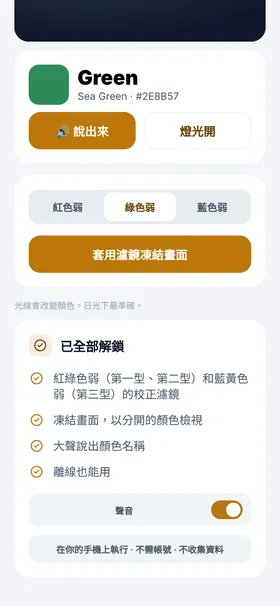 Green
Sea Green · #2E8B57
🔊 說出來
燈光開
紅色弱
綠色弱
藍色弱
套用濾鏡凍結畫面
光線會改變顏色。日光下最準確。
已全部解鎖
紅綠色弱（第一型、第二型）和藍黃色
弱（第三型）的校正濾鏡
凍結畫面，以分開的顏色檢視
大聲說出顏色名稱
離線也能用
聲音
在你的手機上執行 · 不需帳號 · 不收集資料